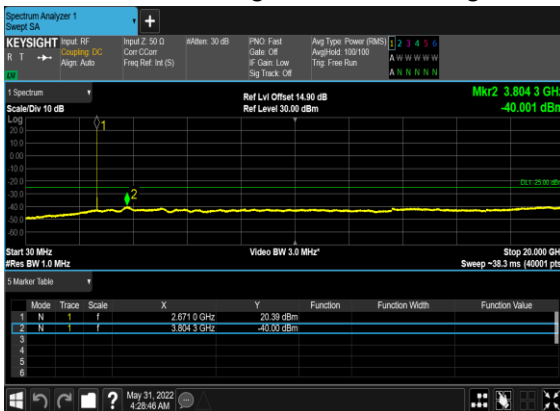 Spectrum Analyzer 1
Swept SA
KEYSIGHT Input: RF Input Z: 50 Ω #Atten: 30 dB PNO: Fast Avg Type: Power (RMS) 1 2 3 4 5 6
R T Coupling: DC Corr CCorr Gate: Off Avg|Hold: 100/100 A W W W W W
Align: Auto Freq Ref: Int (S) IF Gain: Low Trig: Free Run
LV Sig Track: Off A N N N N N
1 Spectrum Ref Lvl Offset 14.90 dB Mkr2 3.804 3 GHz
Scale/Div 10 dB Ref Level 30.00 dBm -40.001 dBm
Log
20.0
10.0
0.00
-10.0
-20.0
-30.0
-40.0
-50.0
-60.0
1
2
DL1 -25.00 dBm
Start 30 MHz Video BW 3.0 MHz* Stop 20.000 GHz
#Res BW 1.0 MHz Sweep ~38.3 ms (40001 pts)
5 Marker Table
Mode Trace Scale X Y Function Function Width Function Value
1 N 1 f 2.671 0 GHz 20.39 dBm
2 N 1 f 3.804 3 GHz -40.00 dBm
3
4
5
6
May 31, 2022
4:28:46 AM